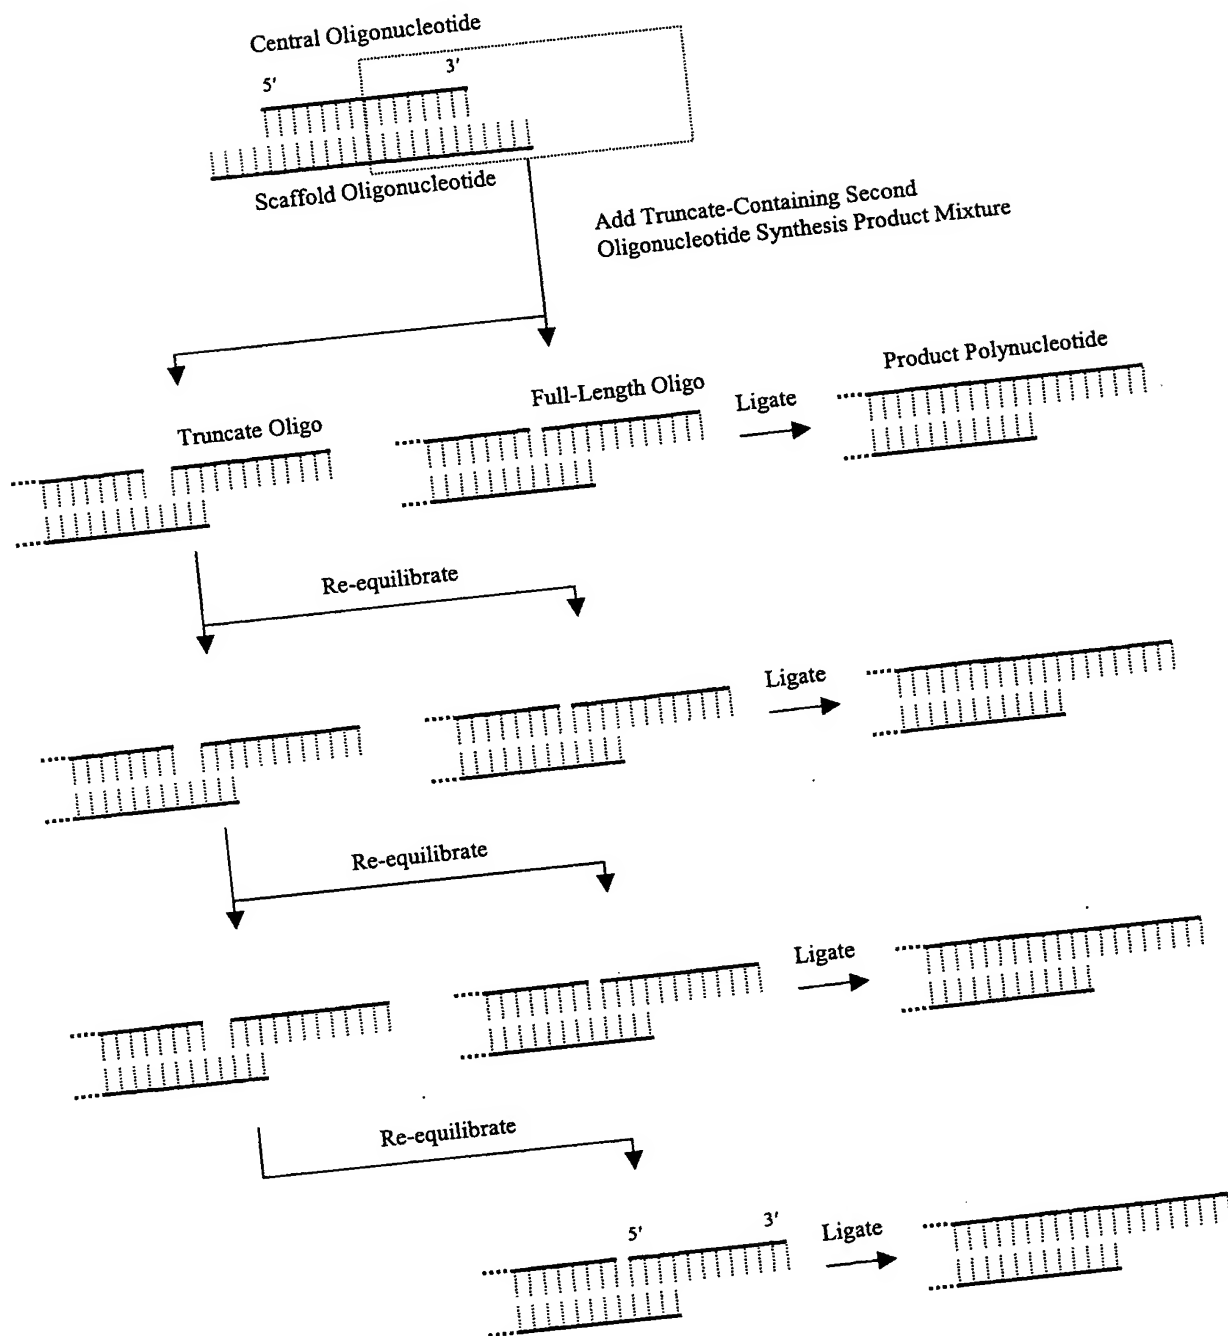 Central Oligonucleotide
5'
3'
Scaffold Oligonucleotide
Add Truncate-Containing Second
Oligonucleotide Synthesis Product Mixture
Truncate Oligo
Full-Length Oligo
Ligate
Product Polynucleotide
Re-equilibrate
Ligate
Re-equilibrate
Ligate
Re-equilibrate
5'
3'
Ligate